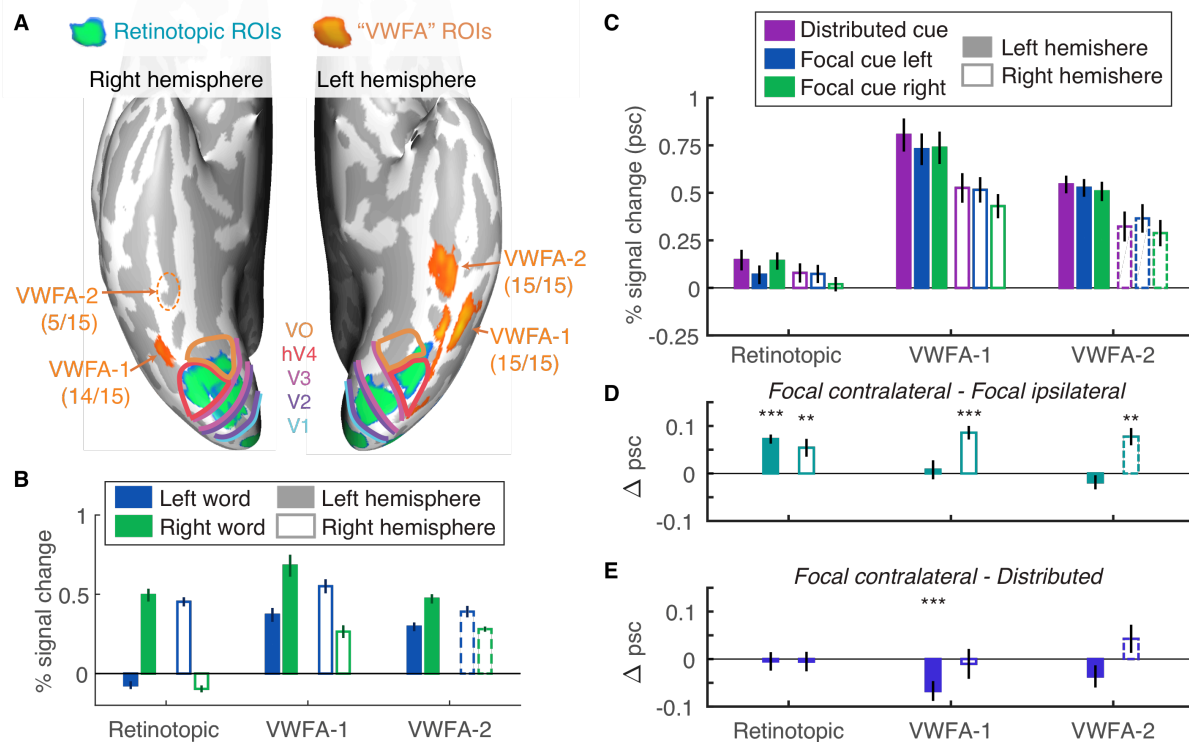 A
Retinotopic ROIs
“VWFA” ROIs
Right hemisphere
Left hemisphere
VWFA-2
(5/15)
VWFA-1
(14/15)
VWFA-2
(15/15)
VWFA-1
(15/15)
VO
hV4
V3
V2
V1
B
Left word
Left hemisphere
Right word
Right hemisphere
% signal change
1
0.5
0
Retinotopic
VWFA-1
VWFA-2
C
Distributed cue
Focal cue left
Focal cue right
Left hemishere
Right hemishere
% signal change (psc)
1
0.75
0.5
0.25
0
-0.25
Retinotopic
VWFA-1
VWFA-2
D
Focal contralateral - Focal ipsilateral
*** ** *** **
Δ psc
0.1
0
-0.1
E
Focal contralateral - Distributed
***
Δ psc
0.1
0
-0.1
Retinotopic
VWFA-1
VWFA-2